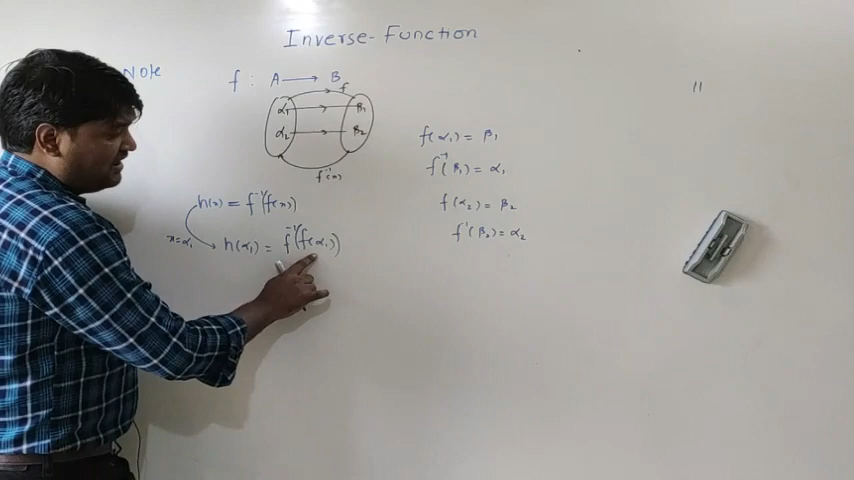 Inverse-Function
Note
f : A ⟶ B
f
α₁ β₁
α₂ β₂
f⁻¹(x)
f(α₁) = β₁
f⁻¹(β₁) = α₁
f(α₂) = β₂
f⁻¹(β₂) = α₂
h(x) = f⁻¹(f(x))
x=α₁
h(α₁) = f⁻¹(f(α₁))
11